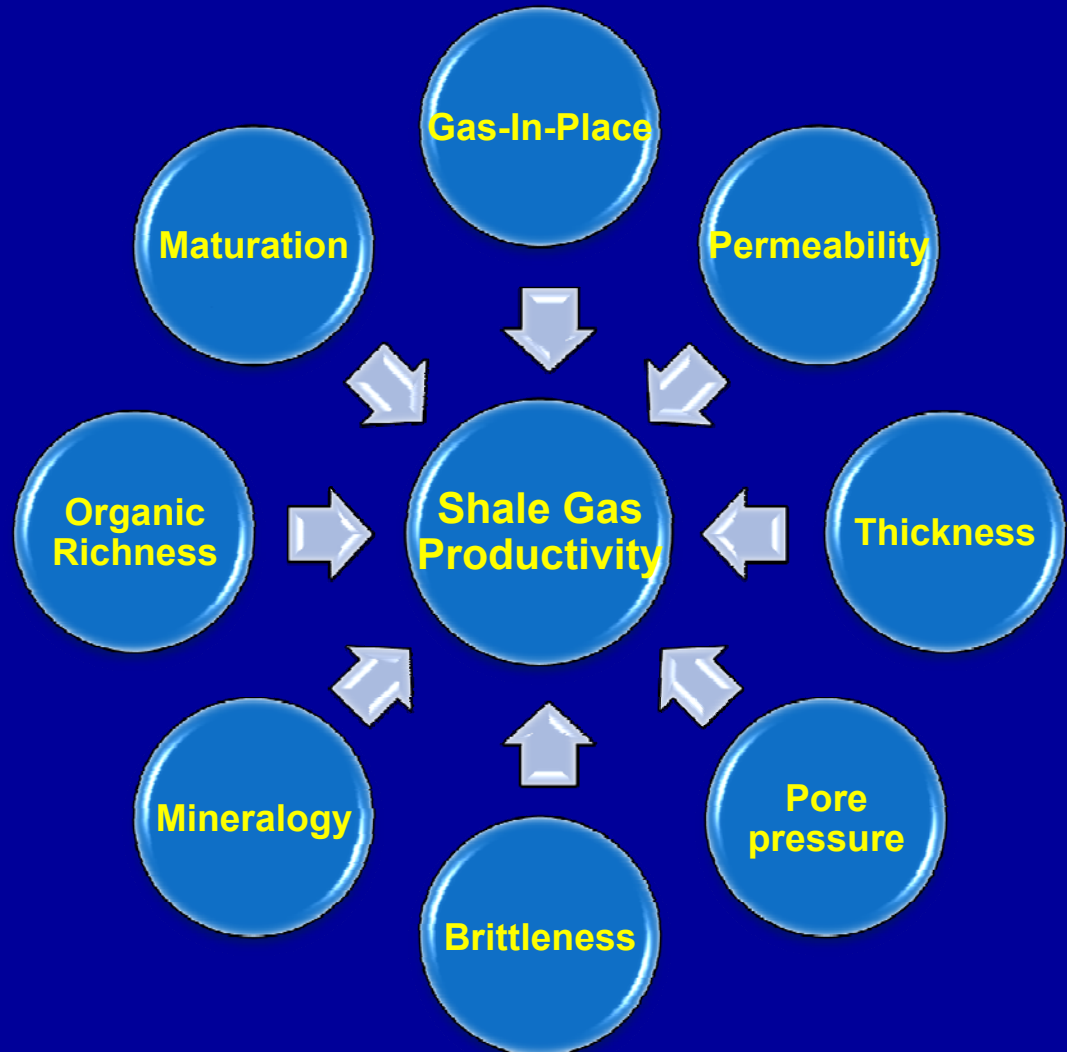 Gas-In-Place
Maturation
Permeability
Organic
Richness
Shale Gas
Productivity
Thickness
Mineralogy
Pore
pressure
Brittleness